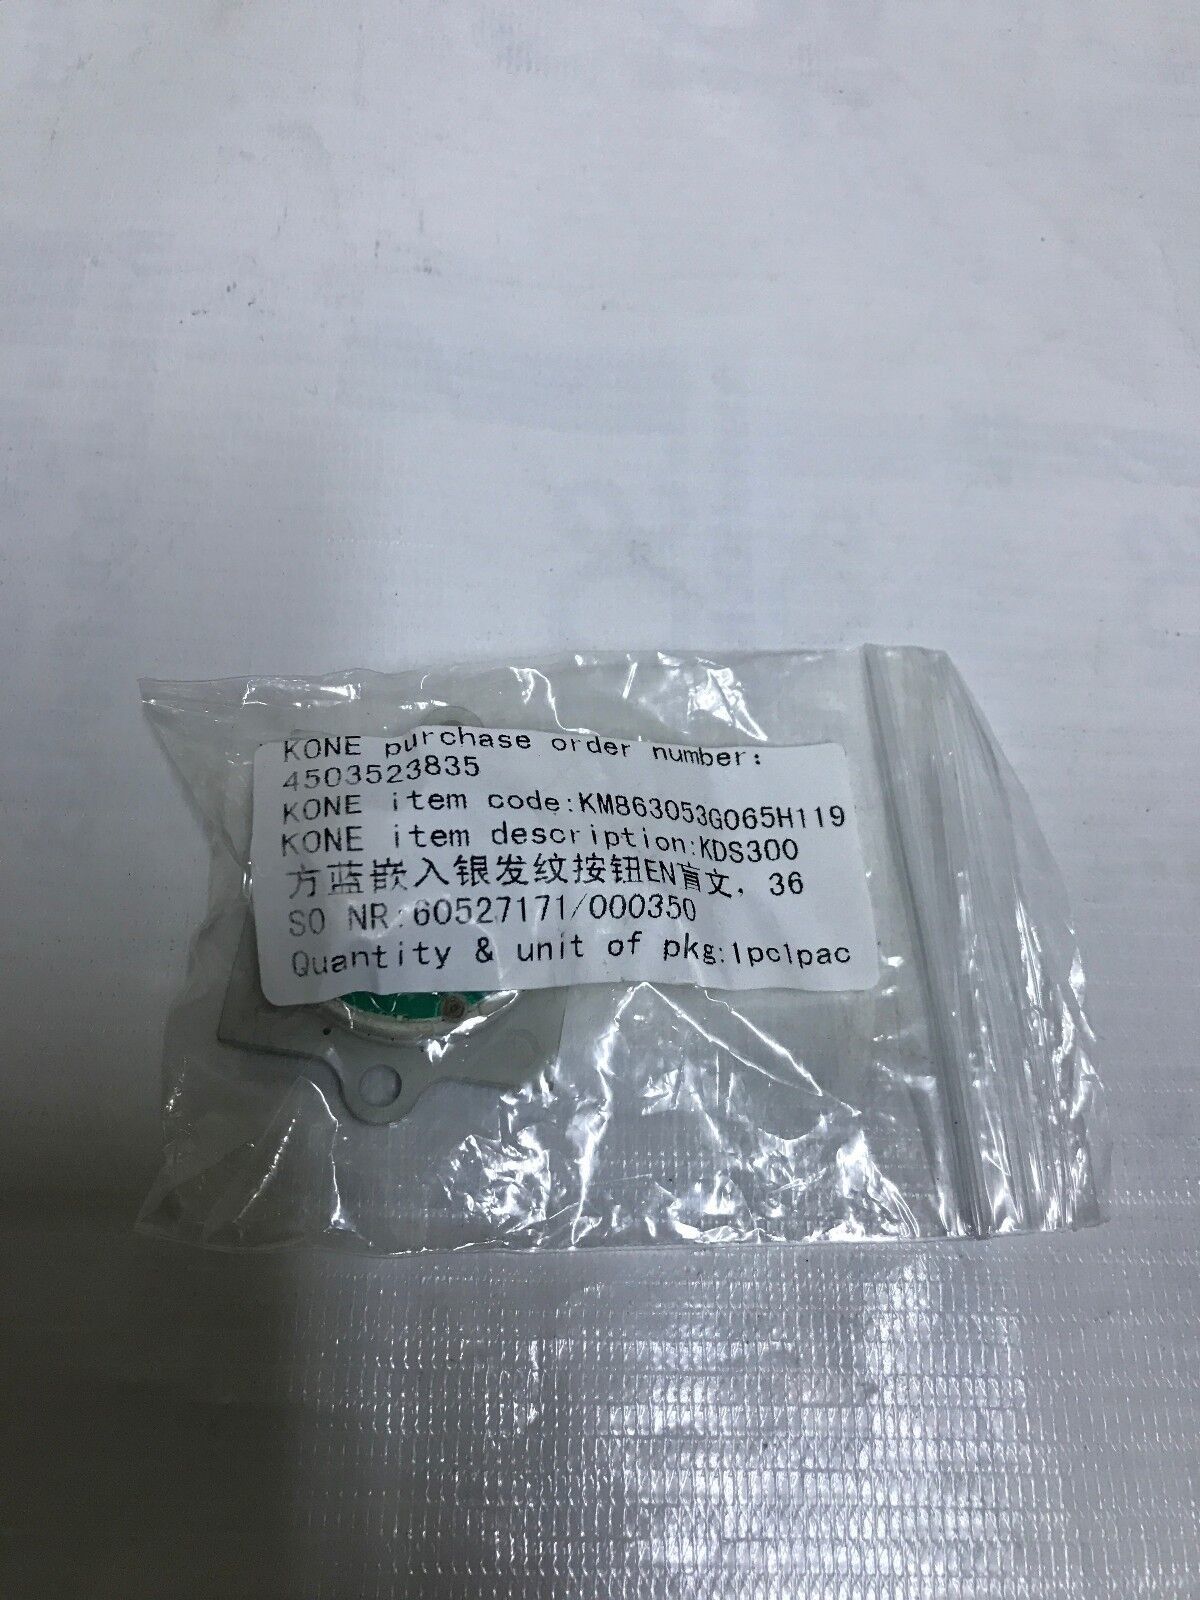 KONE purchase order number:
4503523835
KONE item code:KM863053G065H119
KONE item description:KDS300
方蓝嵌入银发纹按钮EN盲文，36
SO NR:60527171/000350
Quantity & unit of pkg:1pc1pac